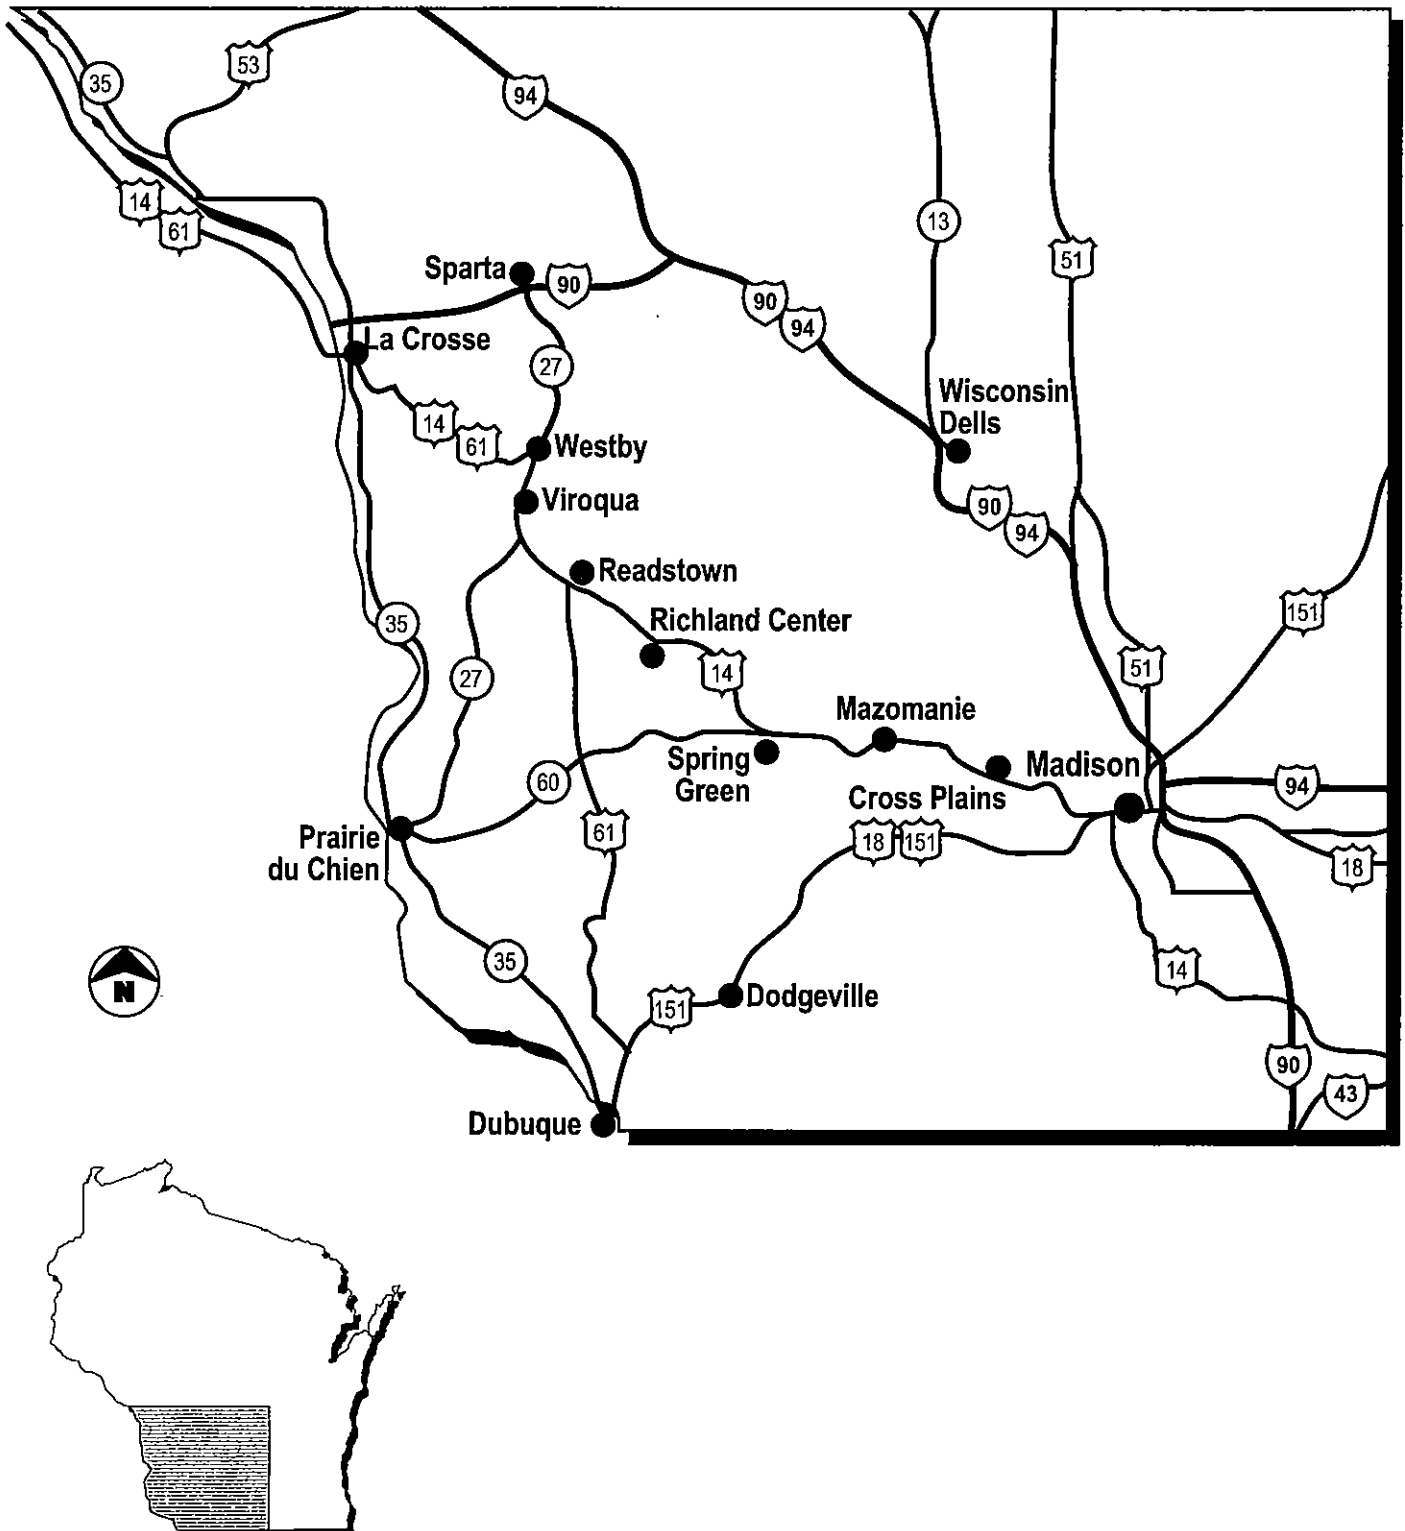 53
35
94
14
61
13
51
Sparta
90
90
94
La Crosse
27
Wisconsin
Dells
14
61
Westby
Viroqua
90
94
Readstown
151
Richland Center
35
27
14
51
Mazomanie
Spring
Green
Madison
60
94
Cross Plains
61
18
151
Prairie
du Chien
18
35
14
N
151
Dodgeville
90
43
Dubuque